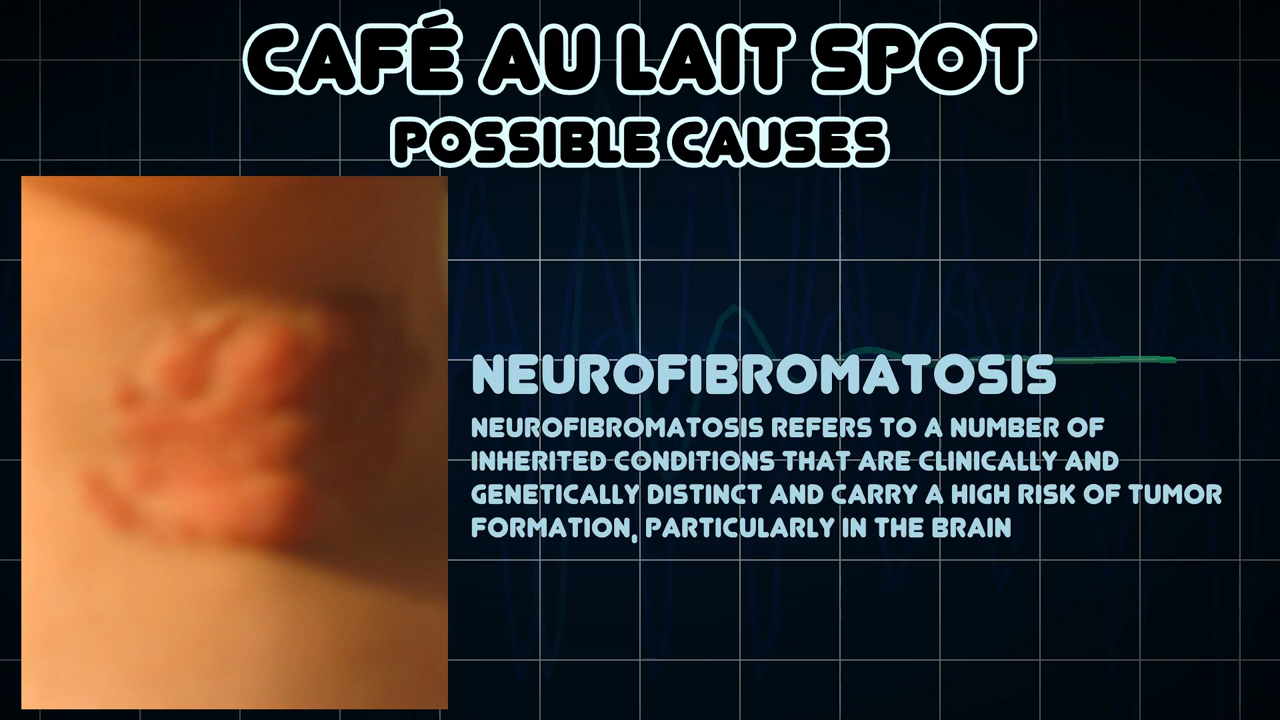 CAFÉ AU LAIT SPOT
POSSIBLE CAUSES
NEUROFIBROMATOSIS
NEUROFIBROMATOSIS REFERS TO A NUMBER OF
INHERITED CONDITIONS THAT ARE CLINICALLY AND
GENETICALLY DISTINCT AND CARRY A HIGH RISK OF TUMOR
FORMATION, PARTICULARLY IN THE BRAIN